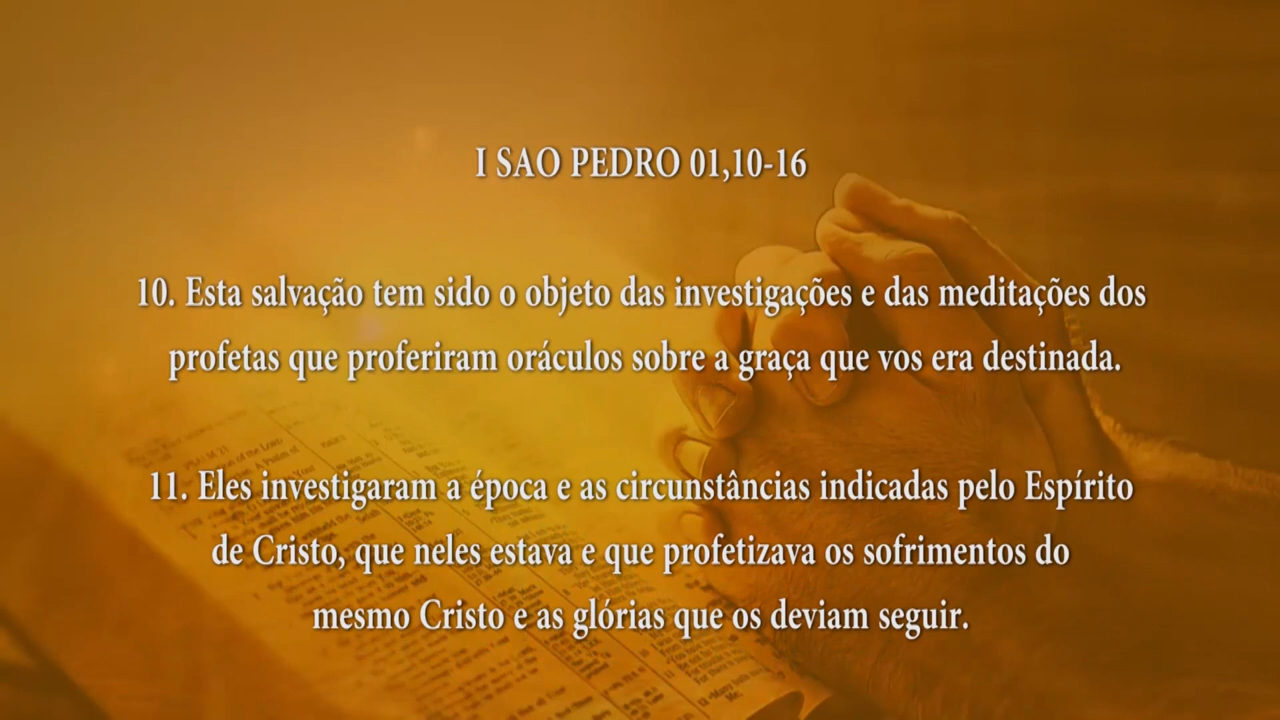 I SAO PEDRO 01,10-16
10. Esta salvação tem sido o objeto das investigações e das meditações dos
profetas que proferiram oráculos sobre a graça que vos era destinada.
11. Eles investigaram a época e as circunstâncias indicadas pelo Espírito
de Cristo, que neles estava e que profetizava os sofrimentos do
mesmo Cristo e as glórias que os deviam seguir.